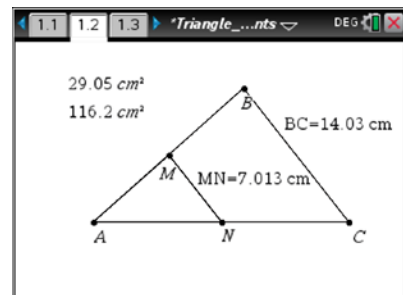 1.1 1.2 1.3 *Triangle_...nts DEG
29.05 cm²
116.2 cm²
B
BC=14.03 cm
M
MN=7.013 cm
A N C